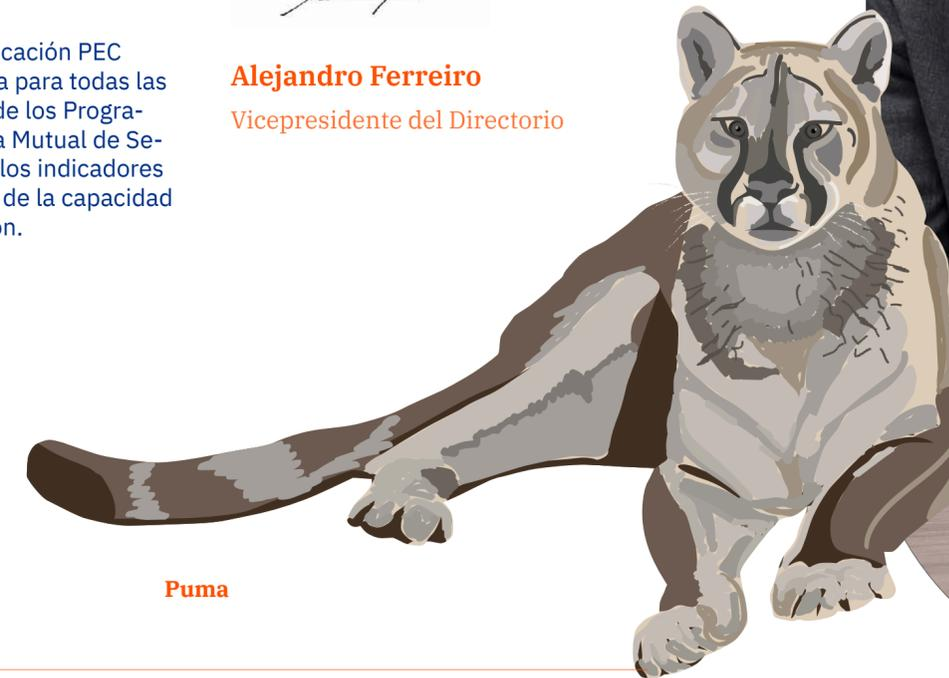 cación PEC
a para todas las
de los Progra-
a Mutual de Se-
los indicadores
de la capacidad
ón.
Alejandro Ferreiro
Vicepresidente del Directorio
Puma